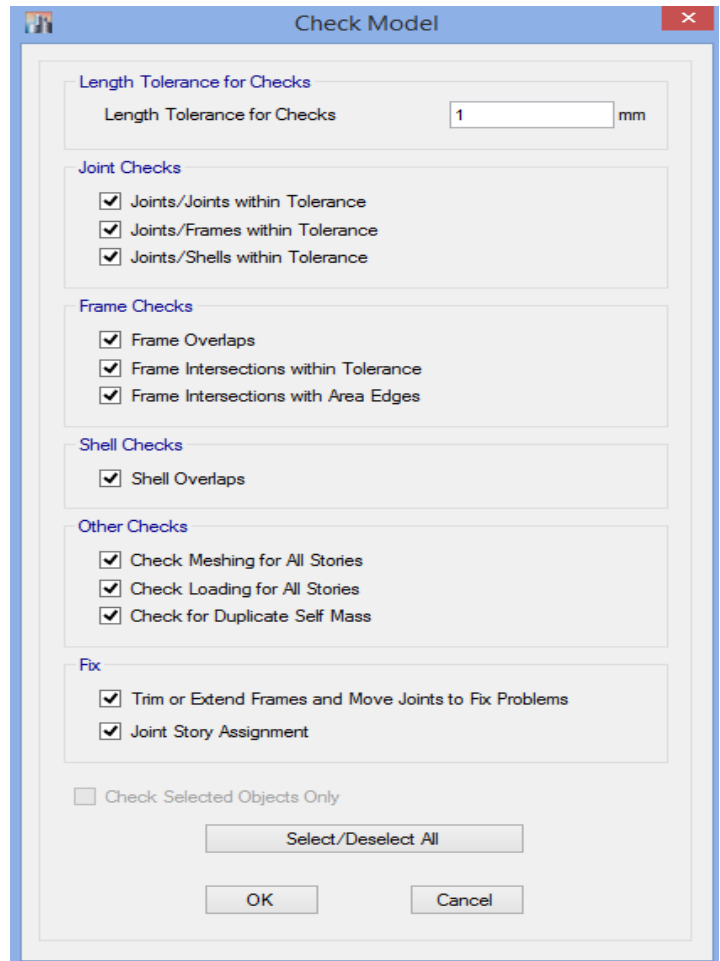 Check Model
Length Tolerance for Checks
Length Tolerance for Checks 1 mm
Joint Checks
Joints/Joints within Tolerance
Joints/Frames within Tolerance
Joints/Shells within Tolerance
Frame Checks
Frame Overlaps
Frame Intersections within Tolerance
Frame Intersections with Area Edges
Shell Checks
Shell Overlaps
Other Checks
Check Meshing for All Stories
Check Loading for All Stories
Check for Duplicate Self Mass
Fix
Trim or Extend Frames and Move Joints to Fix Problems
Joint Story Assignment
Check Selected Objects Only
Select/Deselect All
OK Cancel